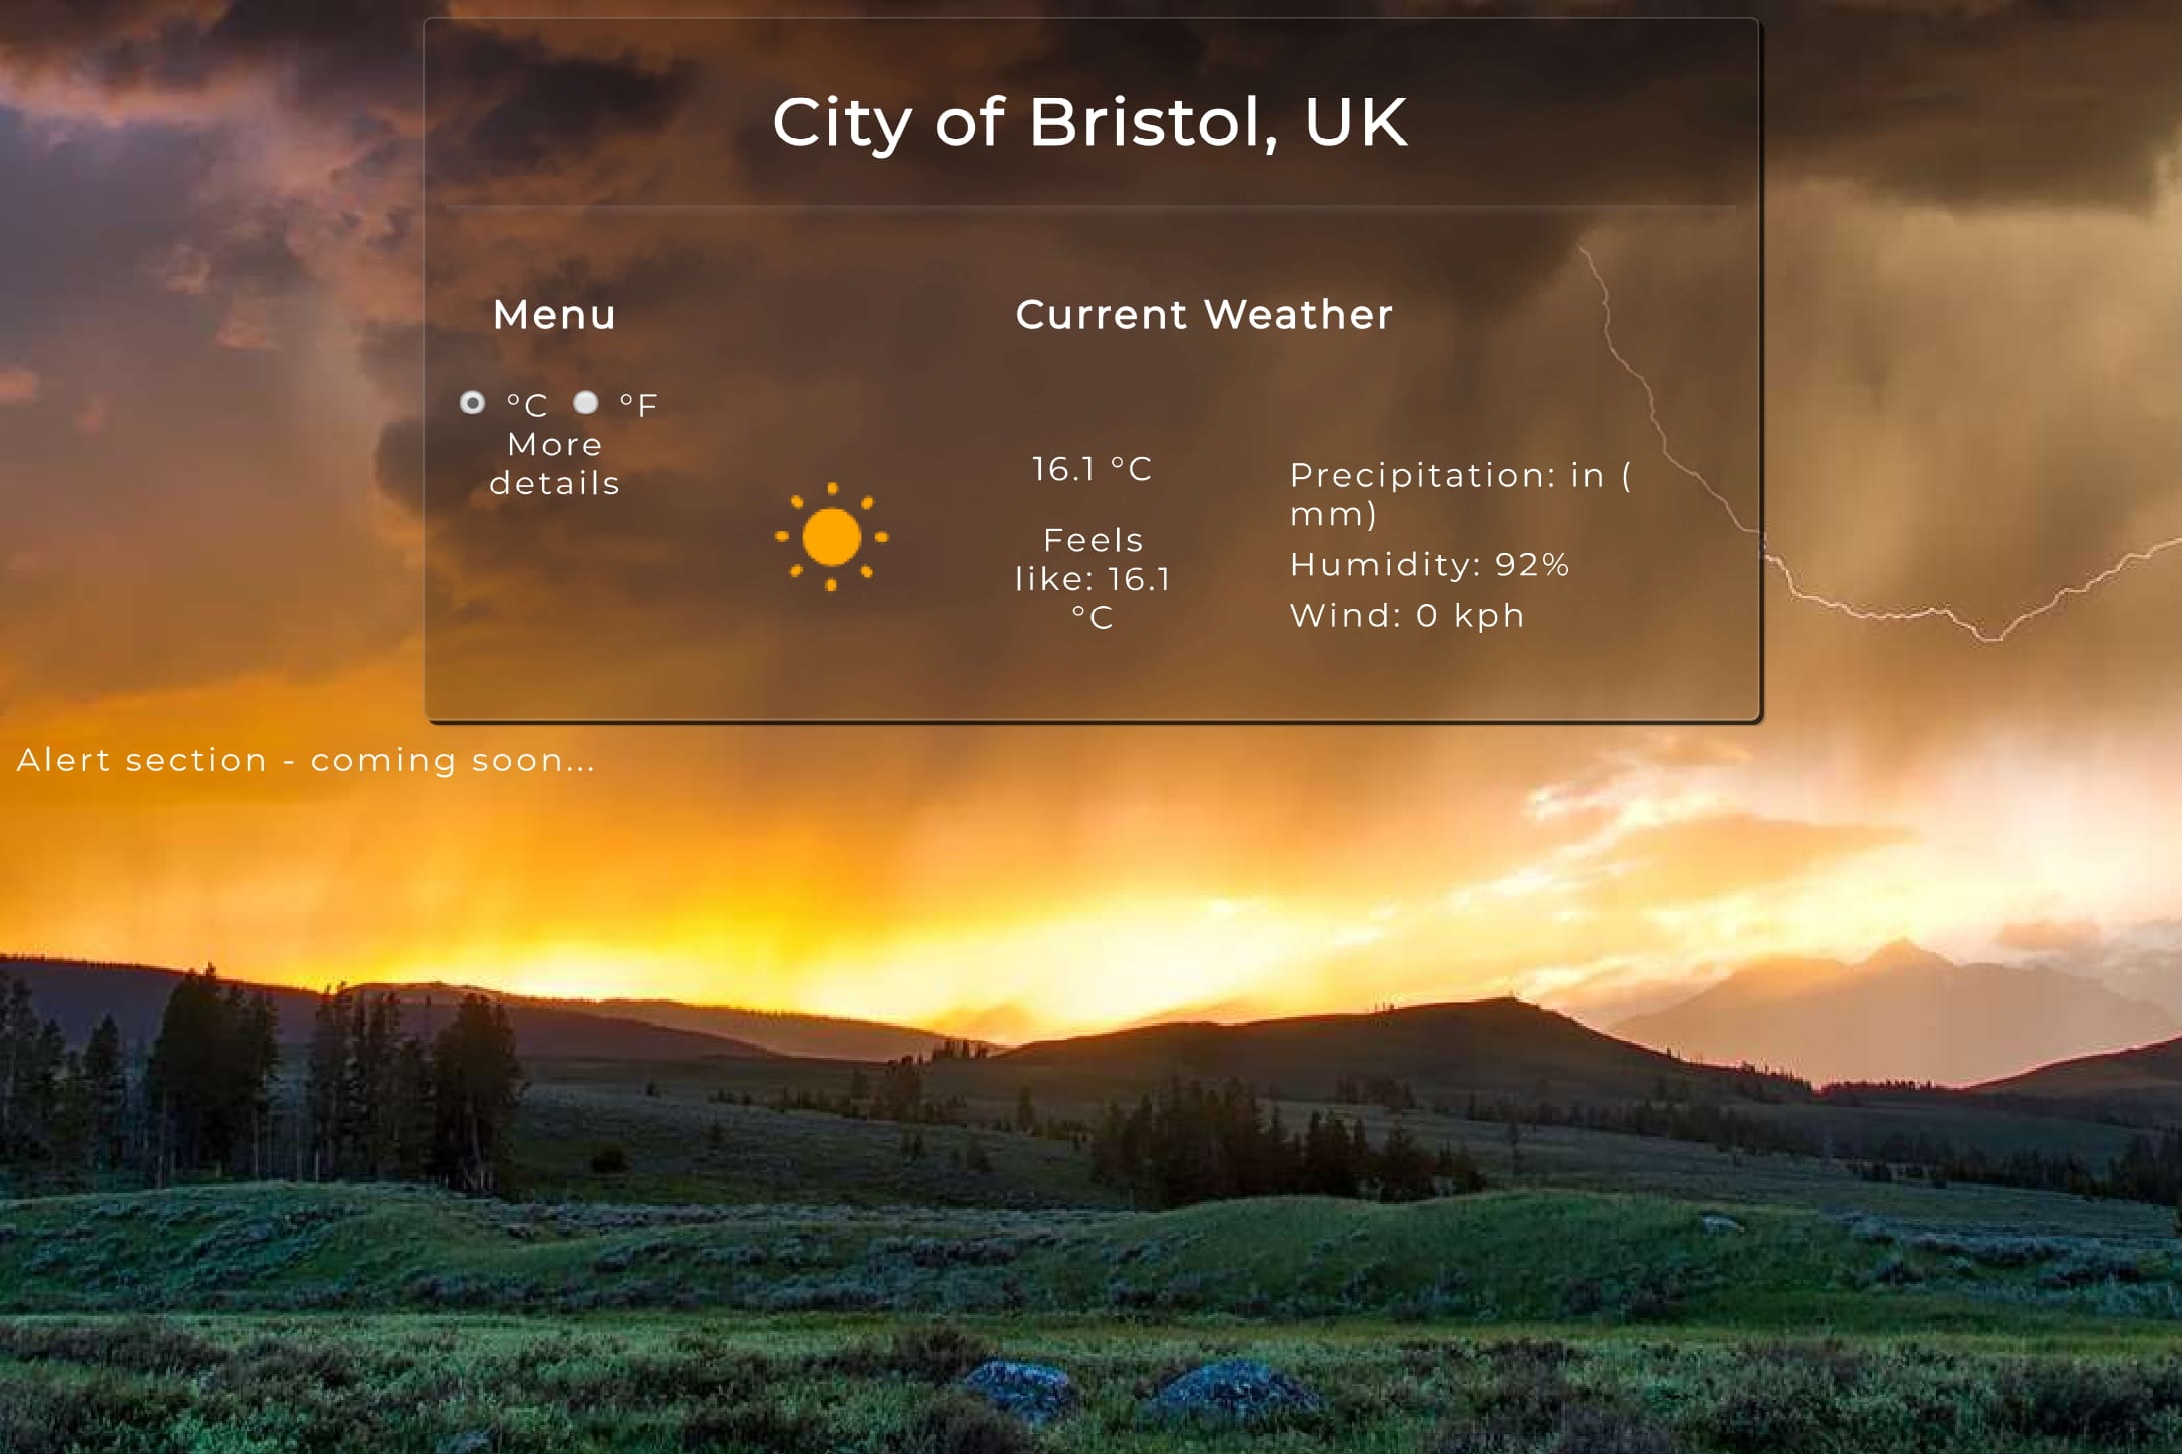 City of Bristol, UK
Menu
Current Weather
°C °F
More
details
16.1 °C
Feels
like: 16.1
°C
Precipitation: in (
mm)
Humidity: 92%
Wind: 0 kph
Alert section - coming soon...